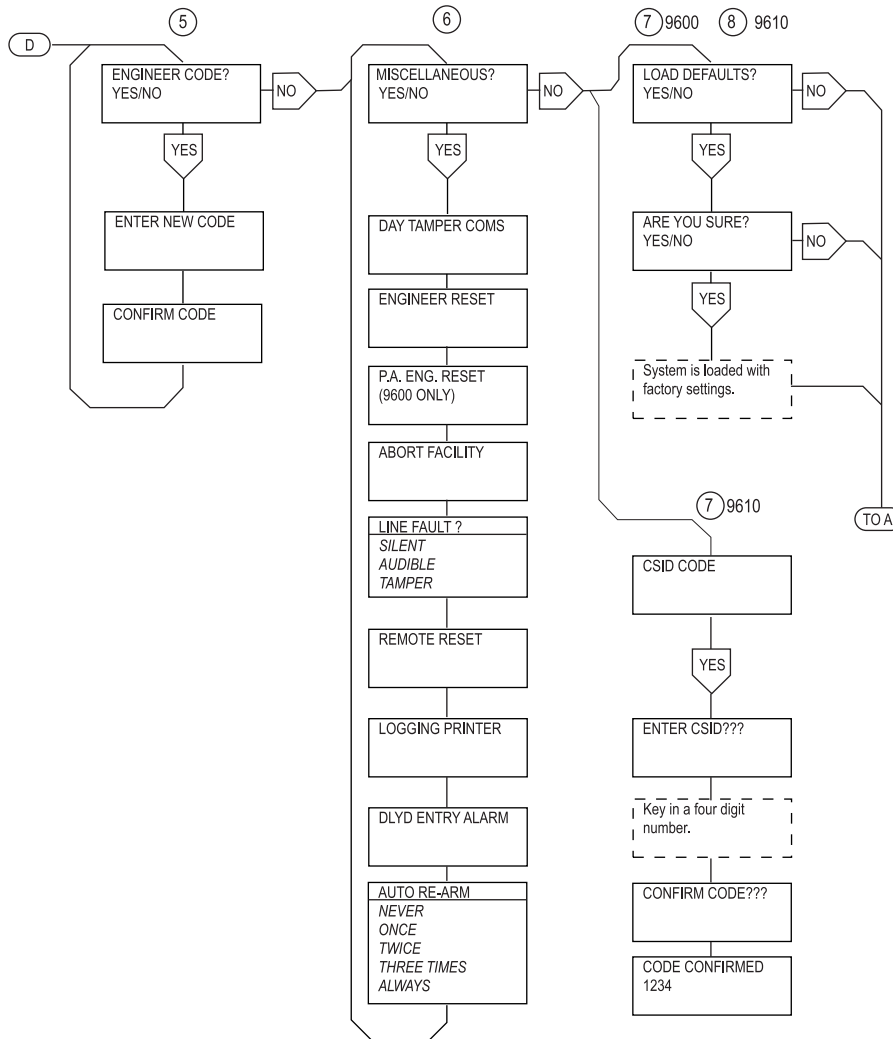 D
5
ENGINEER CODE?
YES/NO
NO
YES
ENTER NEW CODE
CONFIRM CODE
6
MISCELLANEOUS?
YES/NO
NO
YES
DAY TAMPER COMS
ENGINEER RESET
P.A. ENG. RESET
(9600 ONLY)
ABORT FACILITY
LINE FAULT ?
SILENT
AUDIBLE
TAMPER
REMOTE RESET
LOGGING PRINTER
DLYD ENTRY ALARM
AUTO RE-ARM
NEVER
ONCE
TWICE
THREE TIMES
ALWAYS
7 9600 8 9610
LOAD DEFAULTS?
YES/NO
NO
YES
ARE YOU SURE?
YES/NO
NO
YES
System is loaded with
factory settings.
TO A
7 9610
CSID CODE
YES
ENTER CSID???
Key in a four digit
number.
CONFIRM CODE???
CODE CONFIRMED
1234